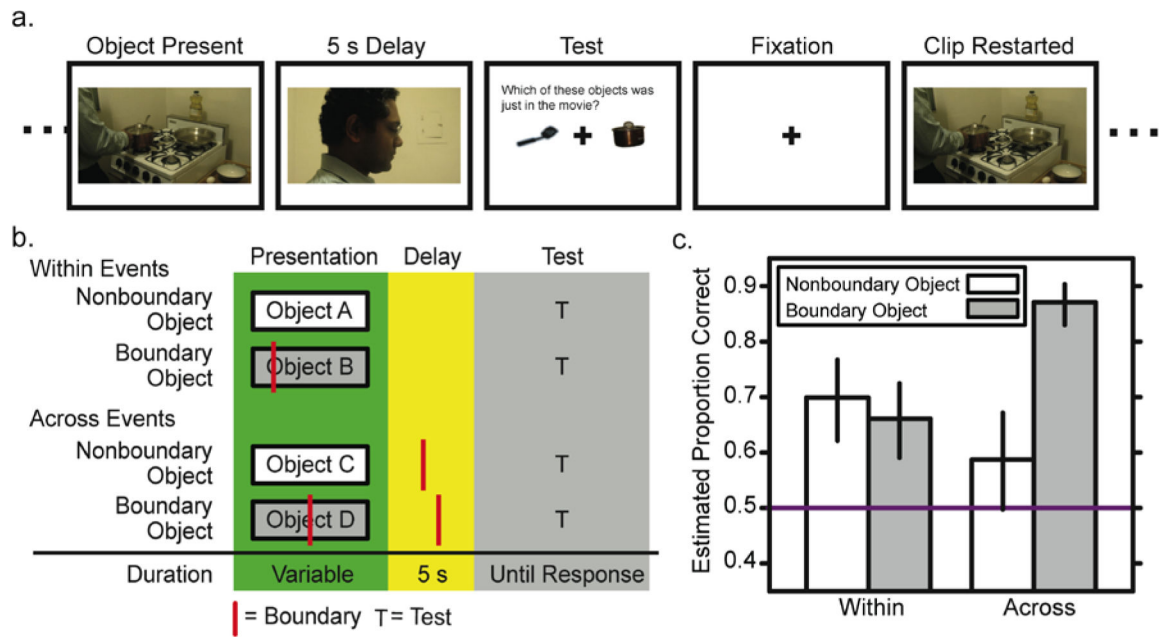 a.
Object Present 5 s Delay Test Fixation Clip Restarted
Which of these objects was
just in the movie?
b.
Presentation Delay Test
Within Events
Nonboundary
Object
Object A T
Boundary
Object
Object B T
Across Events
Nonboundary
Object
Object C T
Boundary
Object
Object D T
Duration Variable 5 s Until Response
= Boundary T = Test
c.
Nonboundary Object
Boundary Object
Estimated Proportion Correct
0.9
0.8
0.7
0.6
0.5
0.4
Within Across